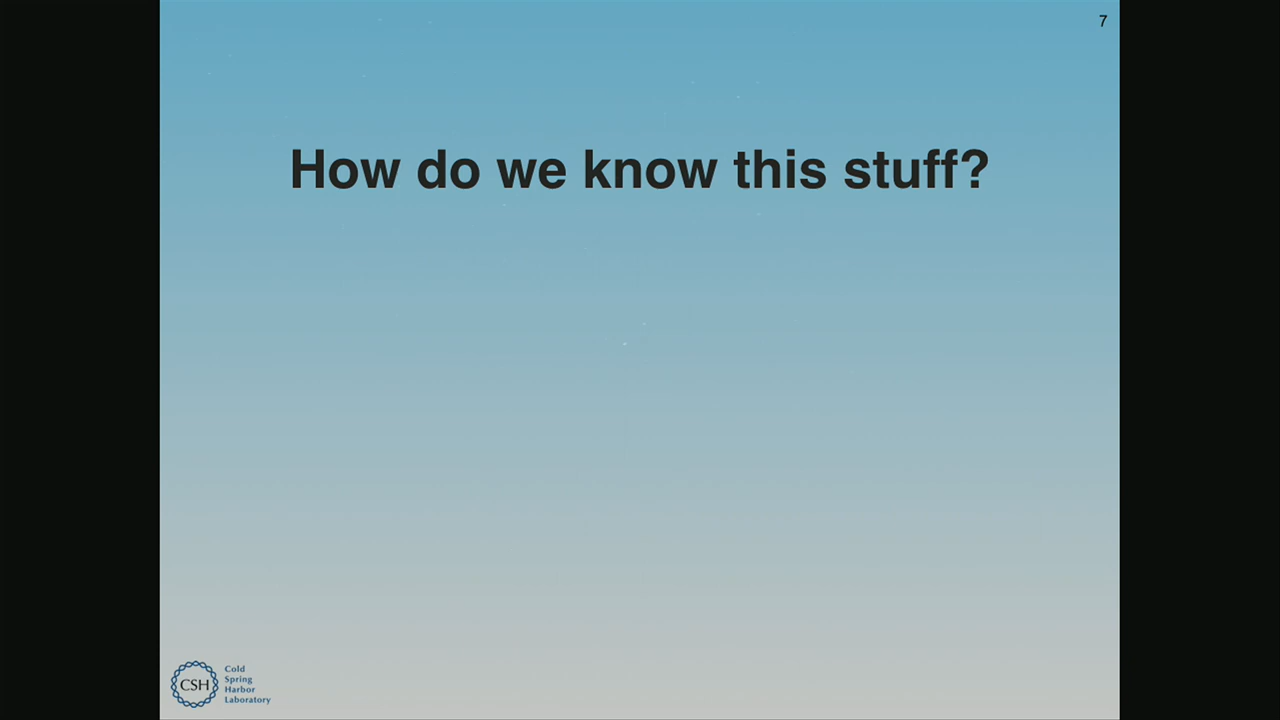 7
How do we know this stuff?
CSH
Cold
Spring
Harbor
Laboratory